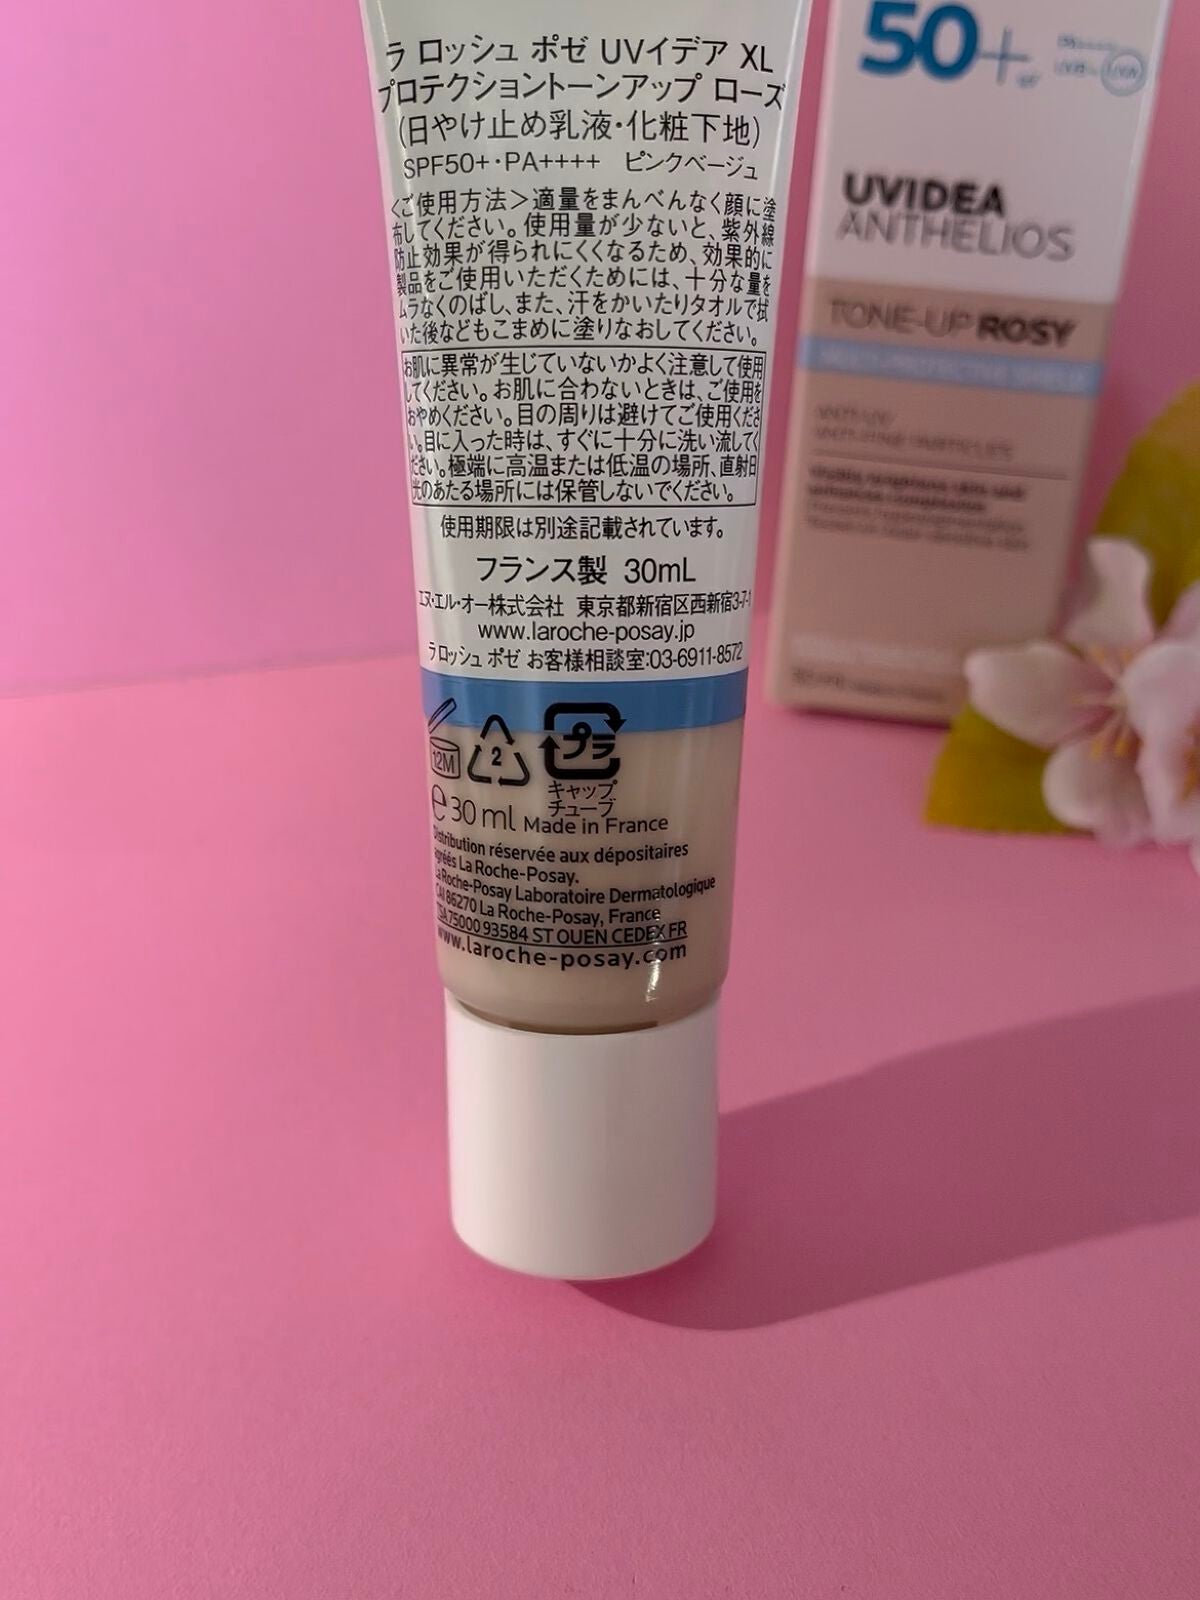 ラ ロッシュ ポゼ UVイデア XL
プロテクショントーンアップ ローズ
(日やけ止め乳液・化粧下地)
SPF50+・PA++++ ピンクベージュ
<ご使用方法>適量をまんべんなく顔に塗
布してください。使用量が少ないと、紫外線
防止効果が得られにくくなるため、効果的に
製品をご使用いただくためには、十分な量を
ムラなくのばし、また、汗をかいたりタオルで拭
いた後などもこまめに塗りなおしてください。
お肌に異常が生じていないかよく注意して使用
してください。お肌に合わないときは、ご使用を
おやめください。目の周りは避けてご使用くださ
い。目に入った時は、すぐに十分に洗い流してく
ださい。極端に高温または低温の場所、直射日
光のあたる場所には保管しないでください。
使用期限は別途記載されています。
フランス製 30mL
エヌ・エル・オー株式会社 東京都新宿区西新宿3-7-1
www.laroche-posay.jp
ラ ロッシュ ポゼ お客様相談室:03-6911-8572
12M
2
プラ
キャップ
チューブ
e 30 ml Made in France
Distribution réservée aux dépositaires
agréés La Roche-Posay.
La Roche-Posay Laboratoire Dermatologique
CAI 86270 La Roche-Posay, France
TSA 75000 93584 ST OUEN CEDEX FR
www.laroche-posay.com
50+
UVIDEA
ANTHELIOS
TONE-UP ROSY